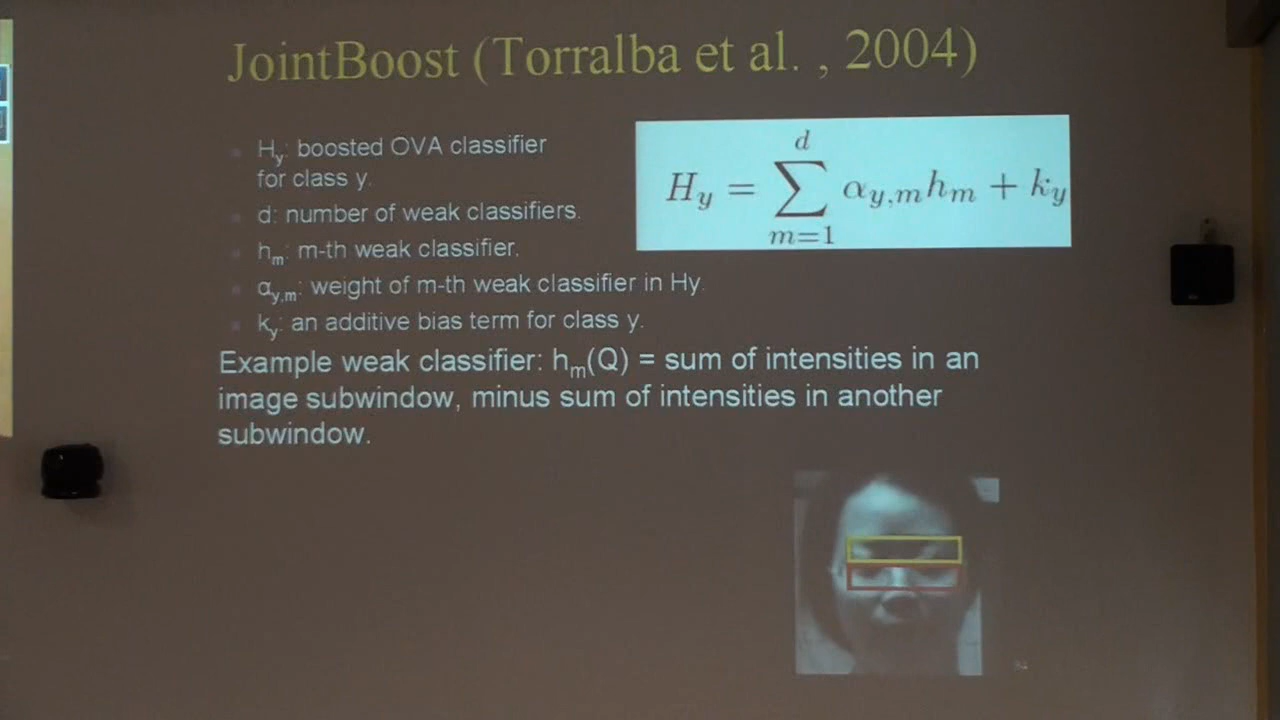 JointBoost (Torralba et al. , 2004)
Hy: boosted OVA classifier
for class y.
d: number of weak classifiers.
hm: m-th weak classifier.
αy,m: weight of m-th weak classifier in Hy.
ky: an additive bias term for class y.
Hy = ∑ d m=1 αy,m hm + ky
Example weak classifier: hm(Q) = sum of intensities in an
image subwindow, minus sum of intensities in another
subwindow.